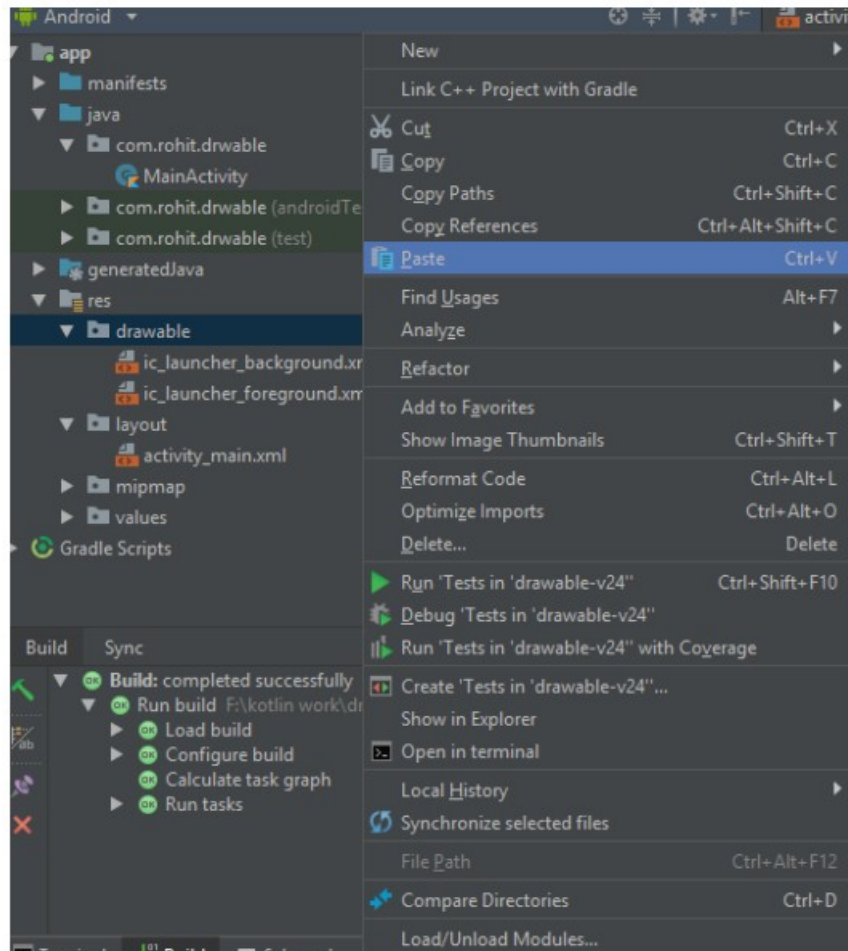 Android
activi
app
manifests
java
com.rohit.drwable
MainActivity
com.rohit.drwable (androidTe
com.rohit.drwable (test)
generatedJava
res
drawable
ic_launcher_background.xr
ic_launcher_foreground.xm
layout
activity_main.xml
mipmap
values
Gradle Scripts
New
Link C++ Project with Gradle
Cut Ctrl+X
Copy Ctrl+C
Copy Paths Ctrl+Shift+C
Copy References Ctrl+Alt+Shift+C
Paste Ctrl+V
Find Usages Alt+F7
Analyze
Refactor
Add to Favorites
Show Image Thumbnails Ctrl+Shift+T
Reformat Code Ctrl+Alt+L
Optimize Imports Ctrl+Alt+O
Delete... Delete
Run 'Tests in 'drawable-v24'' Ctrl+Shift+F10
Debug 'Tests in 'drawable-v24''
Run 'Tests in 'drawable-v24'' with Coverage
Create 'Tests in 'drawable-v24''...
Show in Explorer
Open in terminal
Local History
Synchronize selected files
File Path Ctrl+Alt+F12
Compare Directories Ctrl+D
Load/Unload Modules...
Build Sync
Build: completed successfully
Run build F:\kotlin work\dr
Load build
Configure build
Calculate task graph
Run tasks